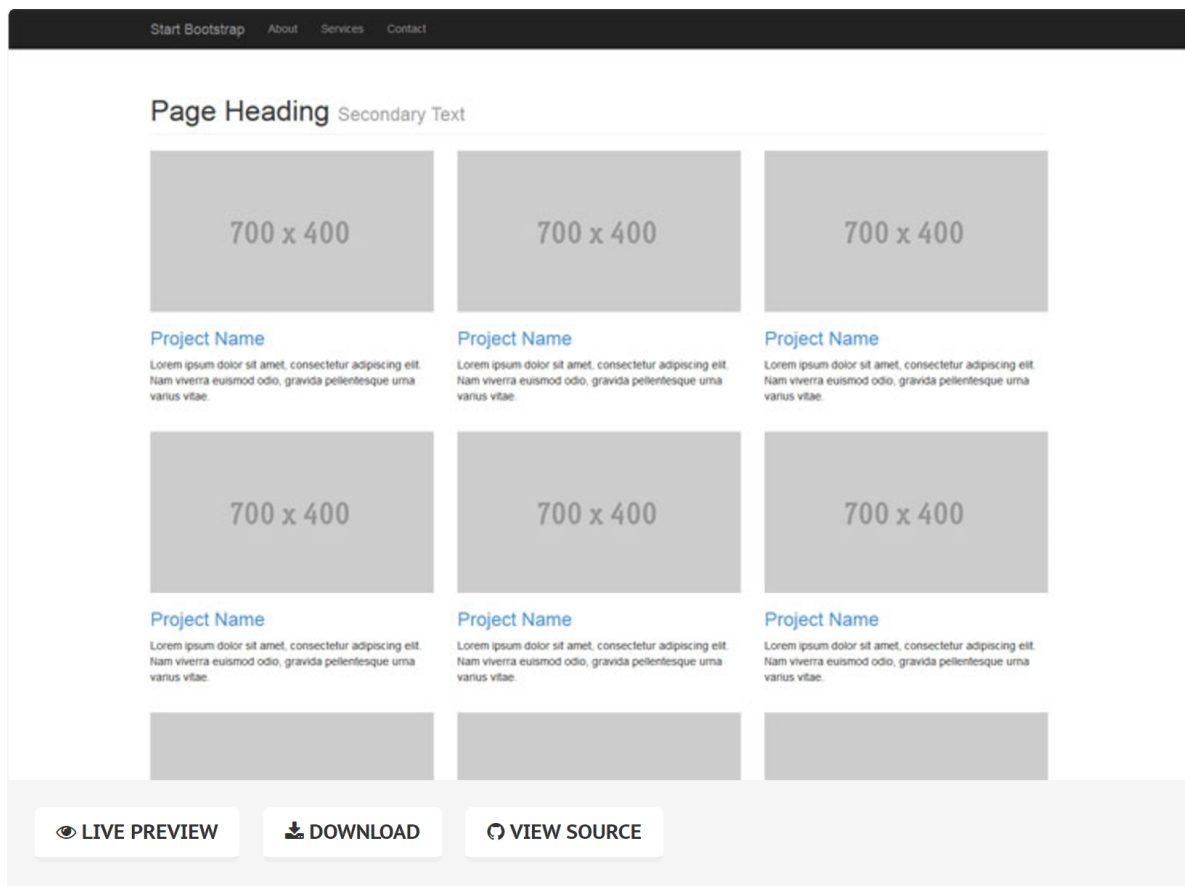 Start Bootstrap About Services Contact
Page Heading Secondary Text
700 x 400 700 x 400 700 x 400
Project Name Project Name Project Name
Lorem ipsum dolor sit amet, consectetur adipiscing elit. Lorem ipsum dolor sit amet, consectetur adipiscing elit. Lorem ipsum dolor sit amet, consectetur adipiscing elit.
Nam viverra euismod odio, gravida pellentesque urna Nam viverra euismod odio, gravida pellentesque urna Nam viverra euismod odio, gravida pellentesque urna
varius vitae. varius vitae. varius vitae.
700 x 400 700 x 400 700 x 400
Project Name Project Name Project Name
Lorem ipsum dolor sit amet, consectetur adipiscing elit. Lorem ipsum dolor sit amet, consectetur adipiscing elit. Lorem ipsum dolor sit amet, consectetur adipiscing elit.
Nam viverra euismod odio, gravida pellentesque urna Nam viverra euismod odio, gravida pellentesque urna Nam viverra euismod odio, gravida pellentesque urna
varius vitae. varius vitae. varius vitae.
LIVE PREVIEW DOWNLOAD VIEW SOURCE